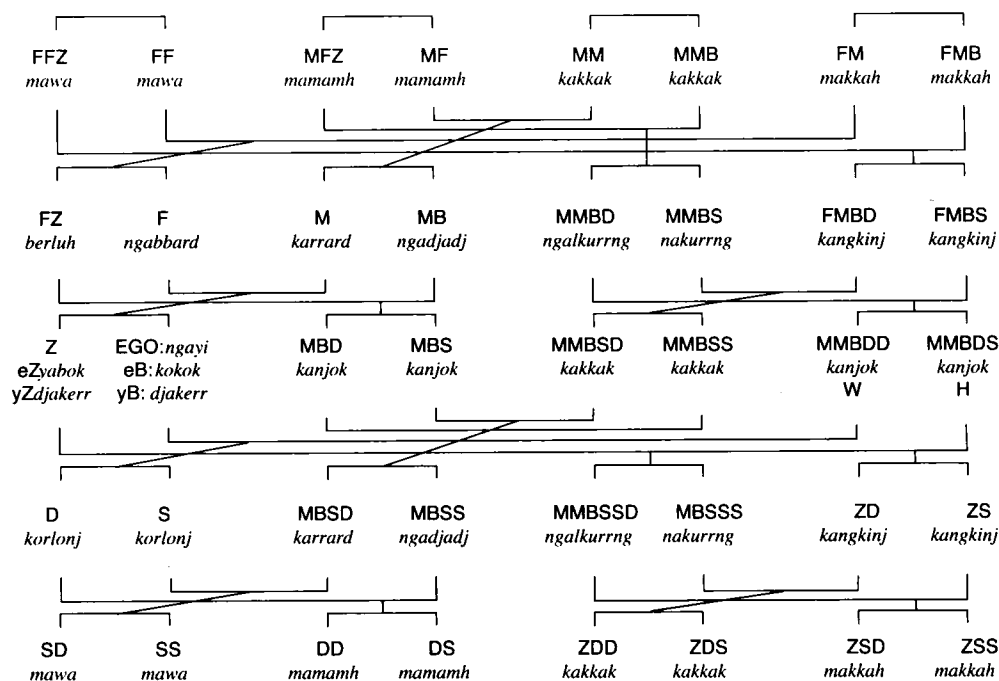 FFZ FF MFZ MF MM MMB FM FMB
mawa mawa mamamh mamamh kakkak kakkak makkah makkah
FZ F M MB MMBD MMBS FMBD FMBS
berluh ngabbard karrard ngadjadj ngalkurrng nakurrng kangkinj kangkinj
Z EGO:ngayi MBD MBS MMBSD MMBSS MMBDD MMBDS
eZyabok eB:kokok kanjok kanjok kakkak kakkak kanjok kanjok
yZdjakerr yB: djakerr W H
D S MBSD MBSS MMBSSD MBSSS ZD ZS
korlonj korlonj karrard ngadjadj ngalkurrng nakurrng kangkinj kangkinj
SD SS DD DS ZDD ZDS ZSD ZSS
mawa mawa mamamh mamamh kakkak kakkak makkah makkah